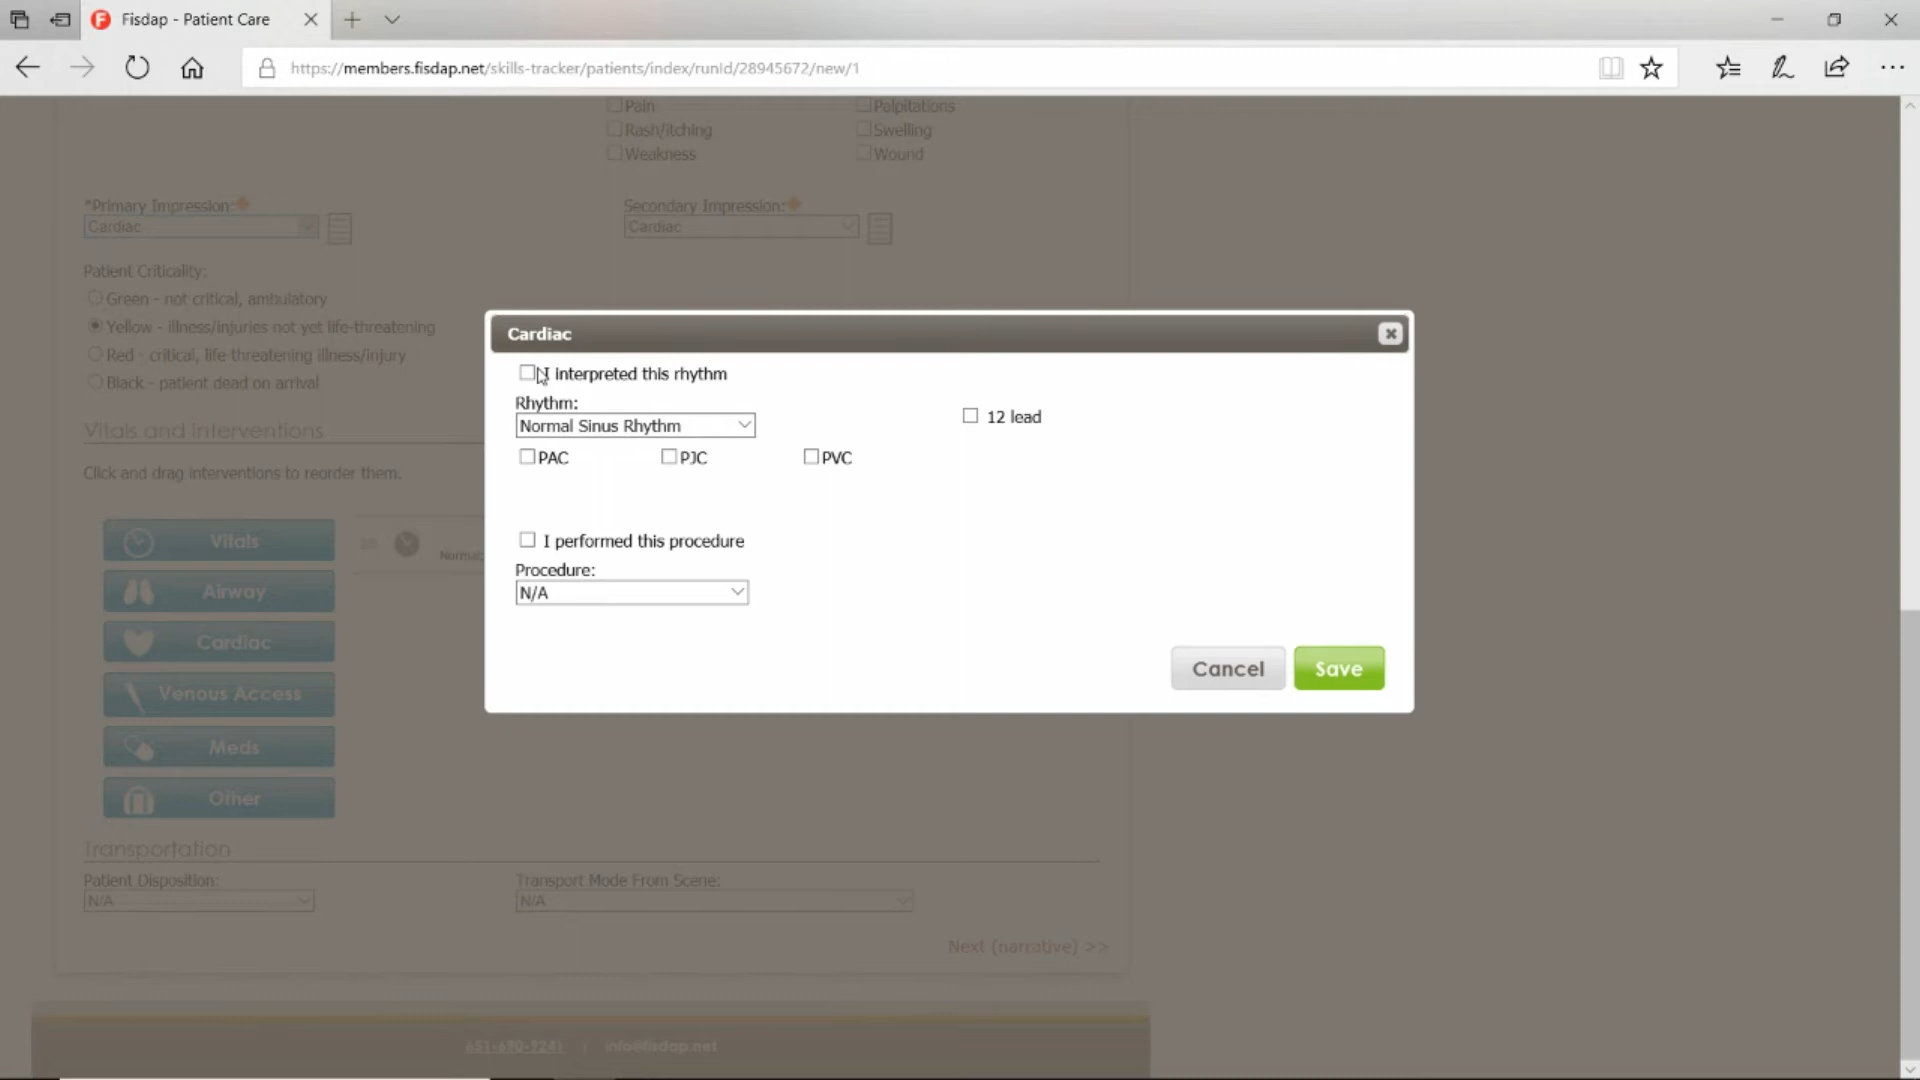 Fisdap - Patient Care
https://members.fisdap.net/skills-tracker/patients/index/runId/28945672/new/1
Pain Palpitations
Rash/itching Swelling
Weakness Wound
*Primary Impression: Secondary Impression:
Cardiac Cardiac
Patient Criticality:
Green - not critical, ambulatory
Yellow - illness/injuries not yet life-threatening
Red - critical, life-threatening illness/injury
Black - patient dead on arrival
Vitals and Interventions
Click and drag interventions to reorder them.
Vitals
Normal;
Airway
Cardiac
Venous Access
Meds
Other
Cardiac
I interpreted this rhythm
Rhythm:
Normal Sinus Rhythm
12 lead
PAC PJC PVC
I performed this procedure
Procedure:
N/A
Cancel Save
Transportation
Patient Disposition: Transport Mode From Scene:
N/A N/A
Next (narrative) >>
651-690-9241 | info@fisdap.net